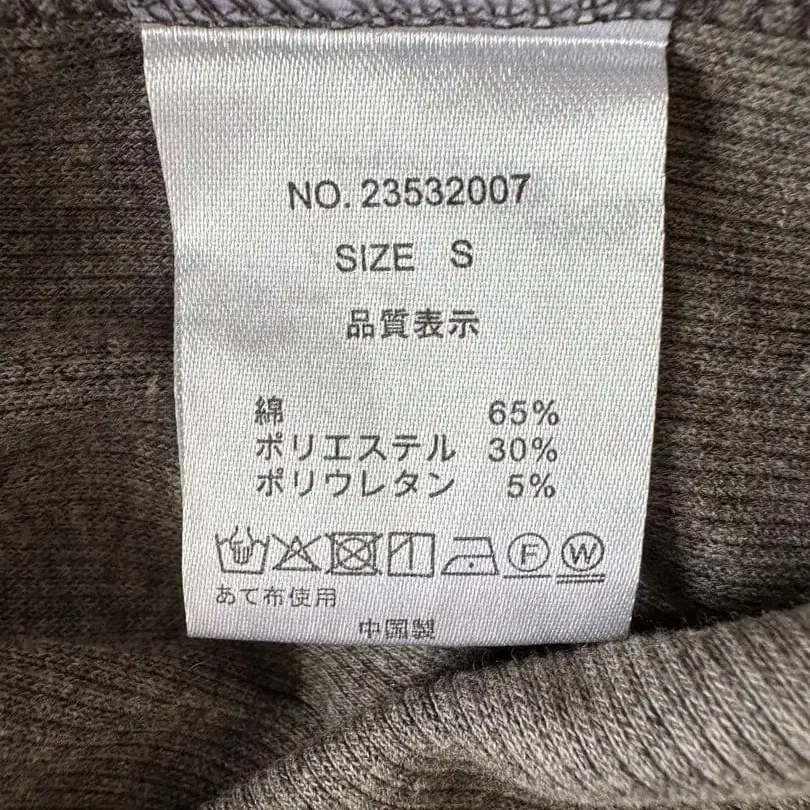 NO. 23532007
SIZE S
品質表示
綿 65%
ポリエステル 30%
ポリウレタン 5%
F W
あて布使用
中国製